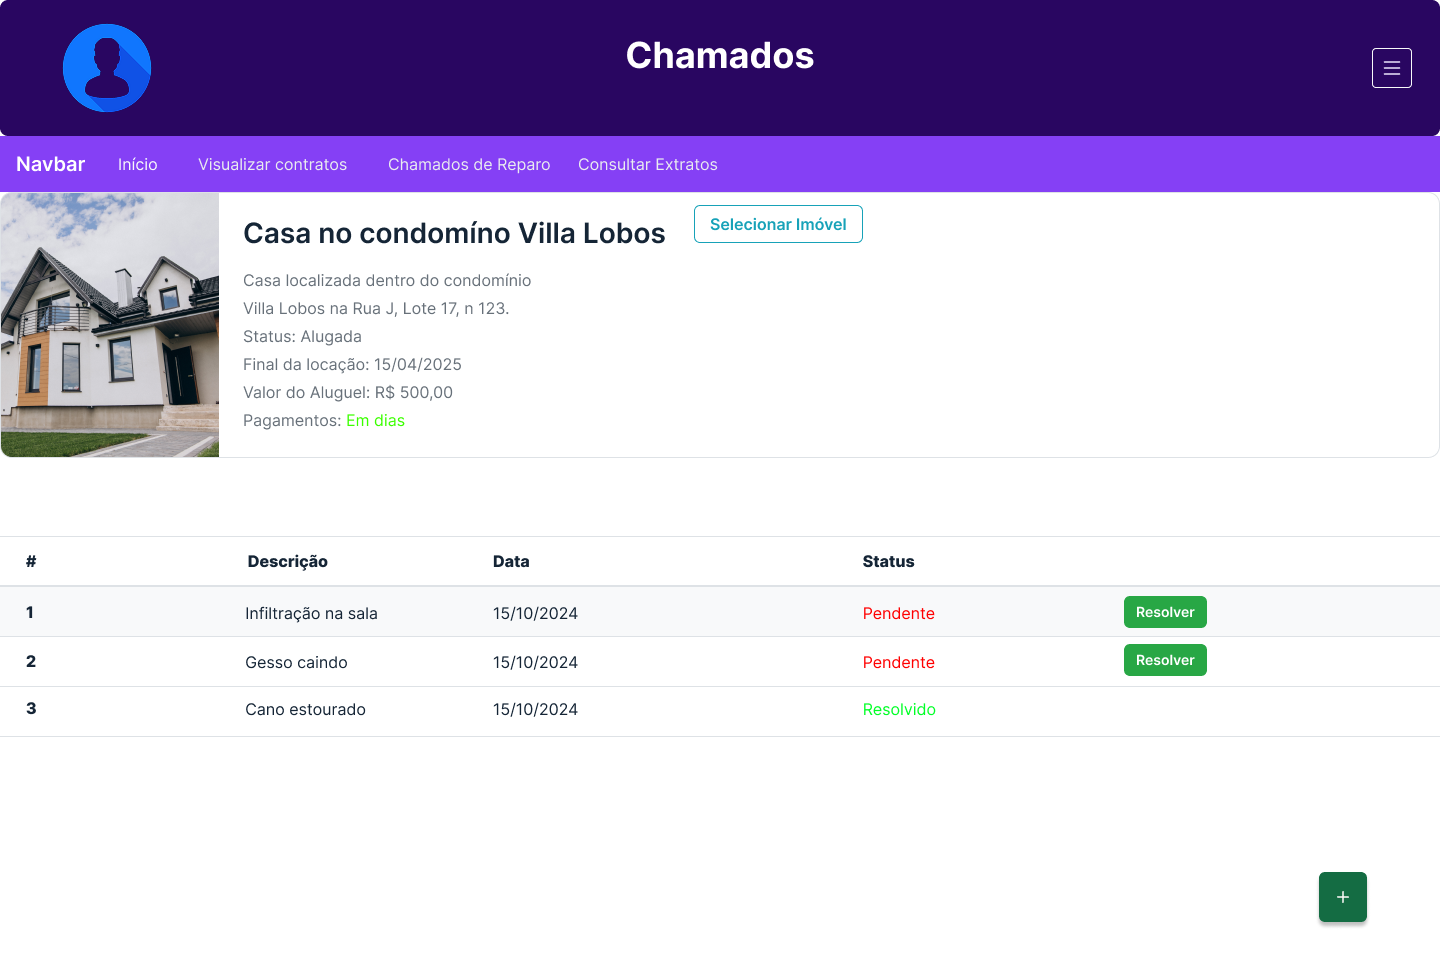 Chamados
Navbar Início Visualizar contratos Chamados de Reparo Consultar Extratos
Casa no condomíno Villa Lobos Selecionar Imóvel
Casa localizada dentro do condomínio
Villa Lobos na Rua J, Lote 17, n 123.
Status: Alugada
Final da locação: 15/04/2025
Valor do Aluguel: R$ 500,00
Pagamentos: Em dias
# Descrição Data Status
1 Infiltração na sala 15/10/2024 Pendente Resolver
2 Gesso caindo 15/10/2024 Pendente Resolver
3 Cano estourado 15/10/2024 Resolvido
+